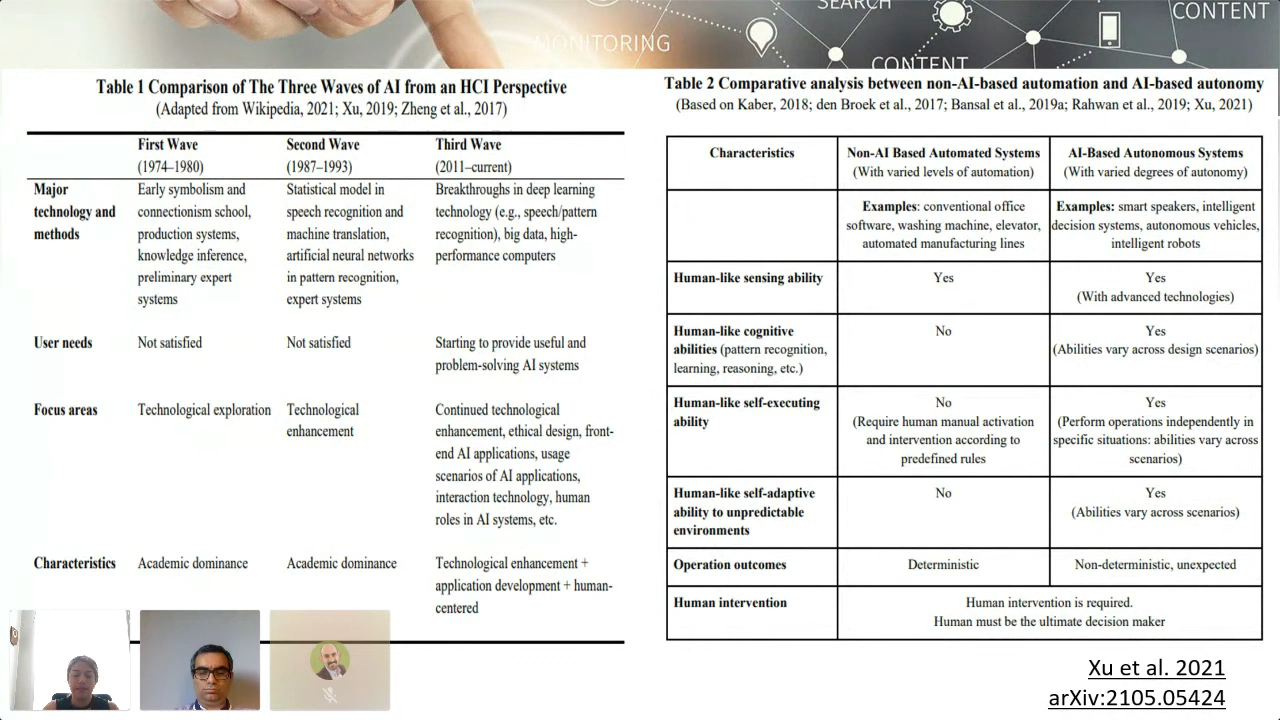 SEARCH
CONTENT
MONITORING
CONTENT
Table 1 Comparison of The Three Waves of AI from an HCI Perspective
(Adapted from Wikipedia, 2021; Xu, 2019; Zheng et al., 2017)
First Wave Second Wave Third Wave
(1974–1980) (1987–1993) (2011–current)
Major Early symbolism and Statistical model in Breakthroughs in deep learning
technology and connectionism school, speech recognition and technology (e.g., speech/pattern
methods production systems, machine translation, recognition), big data, high-
knowledge inference, artificial neural networks performance computers
preliminary expert in pattern recognition,
systems expert systems
User needs Not satisfied Not satisfied Starting to provide useful and
problem-solving AI systems
Focus areas Technological exploration Technological Continued technological
enhancement enhancement, ethical design, front-
end AI applications, usage
scenarios of AI applications,
interaction technology, human
roles in AI systems, etc.
Characteristics Academic dominance Academic dominance Technological enhancement +
application development + human-
centered
Table 2 Comparative analysis between non-AI-based automation and AI-based autonomy
(Based on Kaber, 2018; den Broek et al., 2017; Bansal et al., 2019a; Rahwan et al., 2019; Xu, 2021)
Characteristics Non-AI Based Automated Systems AI-Based Autonomous Systems
(With varied levels of automation) (With varied degrees of autonomy)
Examples: conventional office Examples: smart speakers, intelligent
software, washing machine, elevator, decision systems, autonomous vehicles,
automated manufacturing lines intelligent robots
Human-like sensing ability Yes Yes
(With advanced technologies)
Human-like cognitive No Yes
abilities (pattern recognition, (Abilities vary across design scenarios)
learning, reasoning, etc.)
Human-like self-executing No Yes
ability (Require human manual activation (Perform operations independently in
and intervention according to specific situations: abilities vary across
predefined rules scenarios)
Human-like self-adaptive No Yes
ability to unpredictable (Abilities vary across scenarios)
environments
Operation outcomes Deterministic Non-deterministic, unexpected
Human intervention Human intervention is required.
Human must be the ultimate decision maker
Xu et al. 2021
arXiv:2105.05424